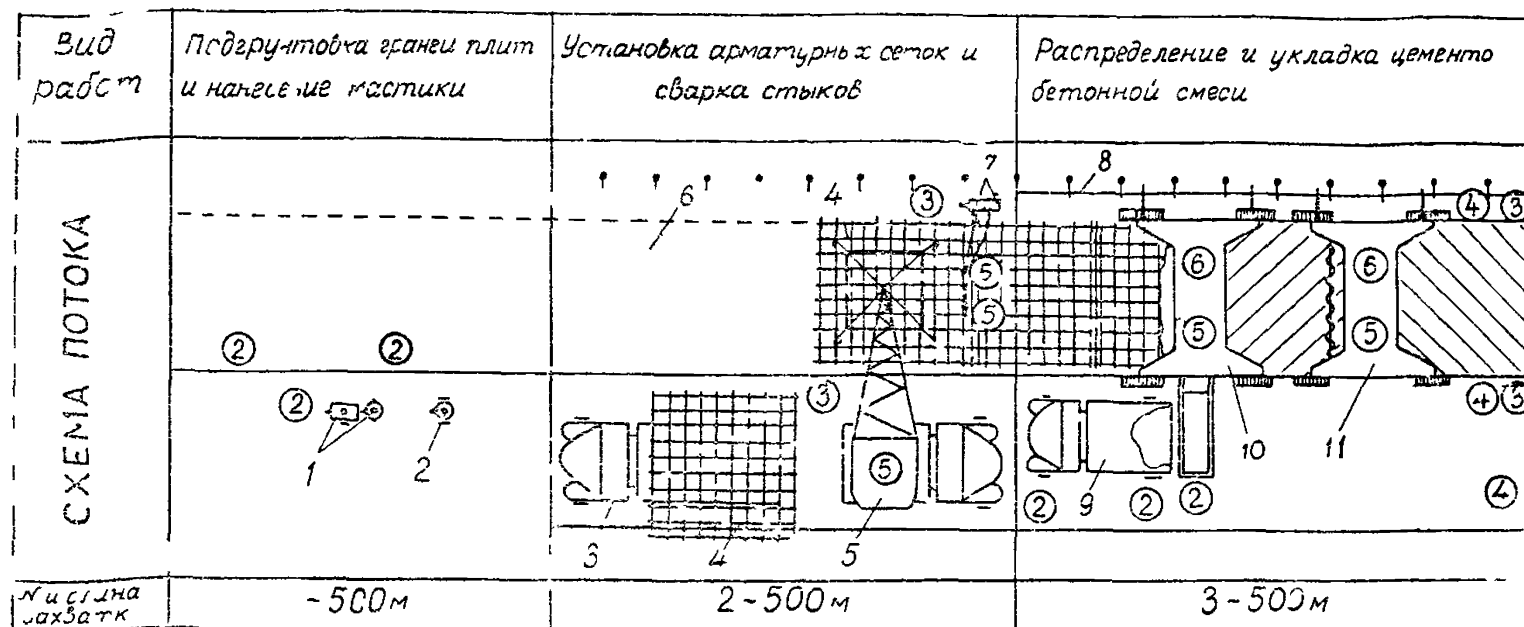 Вид
работ
Подгрунтовка граней плит
и нанесение мастики
Установка арматурных сеток и
сварка стыков
Распределение и укладка цементо
бетонной смеси
СХЕМА ПОТОКА
6
4
3
7
8
4
3
5
5
6
5
6
5
2
2
2
1
2
3
5
3
4
5
2
9
2
2
10
11
4
3
4
-500м
2-500м
3-500м